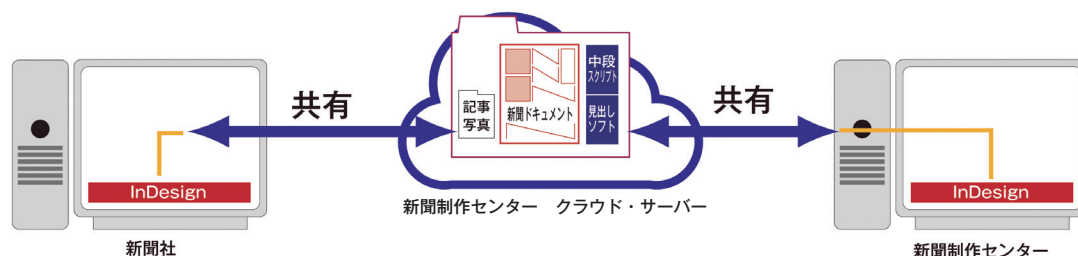 共有
共有
記事
写真
新聞ドキュメント
中段
スクリプト
見出し
ソフト
InDesign
InDesign
新聞制作センター　クラウド・サーバー
新聞社
新聞制作センター